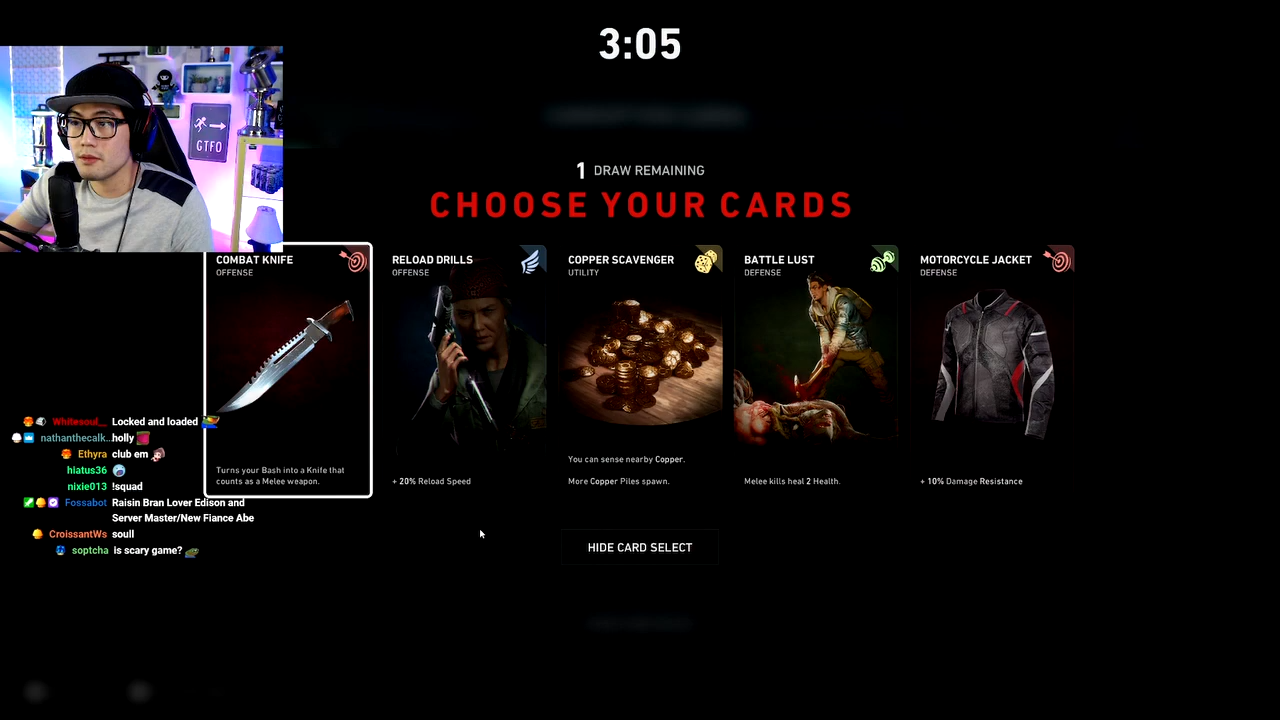 3:05
GTFO
1 DRAW REMAINING
CHOOSE YOUR CARDS
COMBAT KNIFE
OFFENSE
Turns your Bash into a Knife that
counts as a Melee weapon.
RELOAD DRILLS
OFFENSE
+ 20% Reload Speed
COPPER SCAVENGER
UTILITY
You can sense nearby Copper.
More Copper Piles spawn.
BATTLE LUST
DEFENSE
Melee kills heal 2 Health.
MOTORCYCLE JACKET
DEFENSE
+ 10% Damage Resistance
Whitesoul__ Locked and loaded
nathanthecalk.. holly
Ethyra club em
hiatus36
nixie013 !squad
Fossabot Raisin Bran Lover Edison and
Server Master/New Fiance Abe
CroissantWs soull
soptcha is scary game?
HIDE CARD SELECT